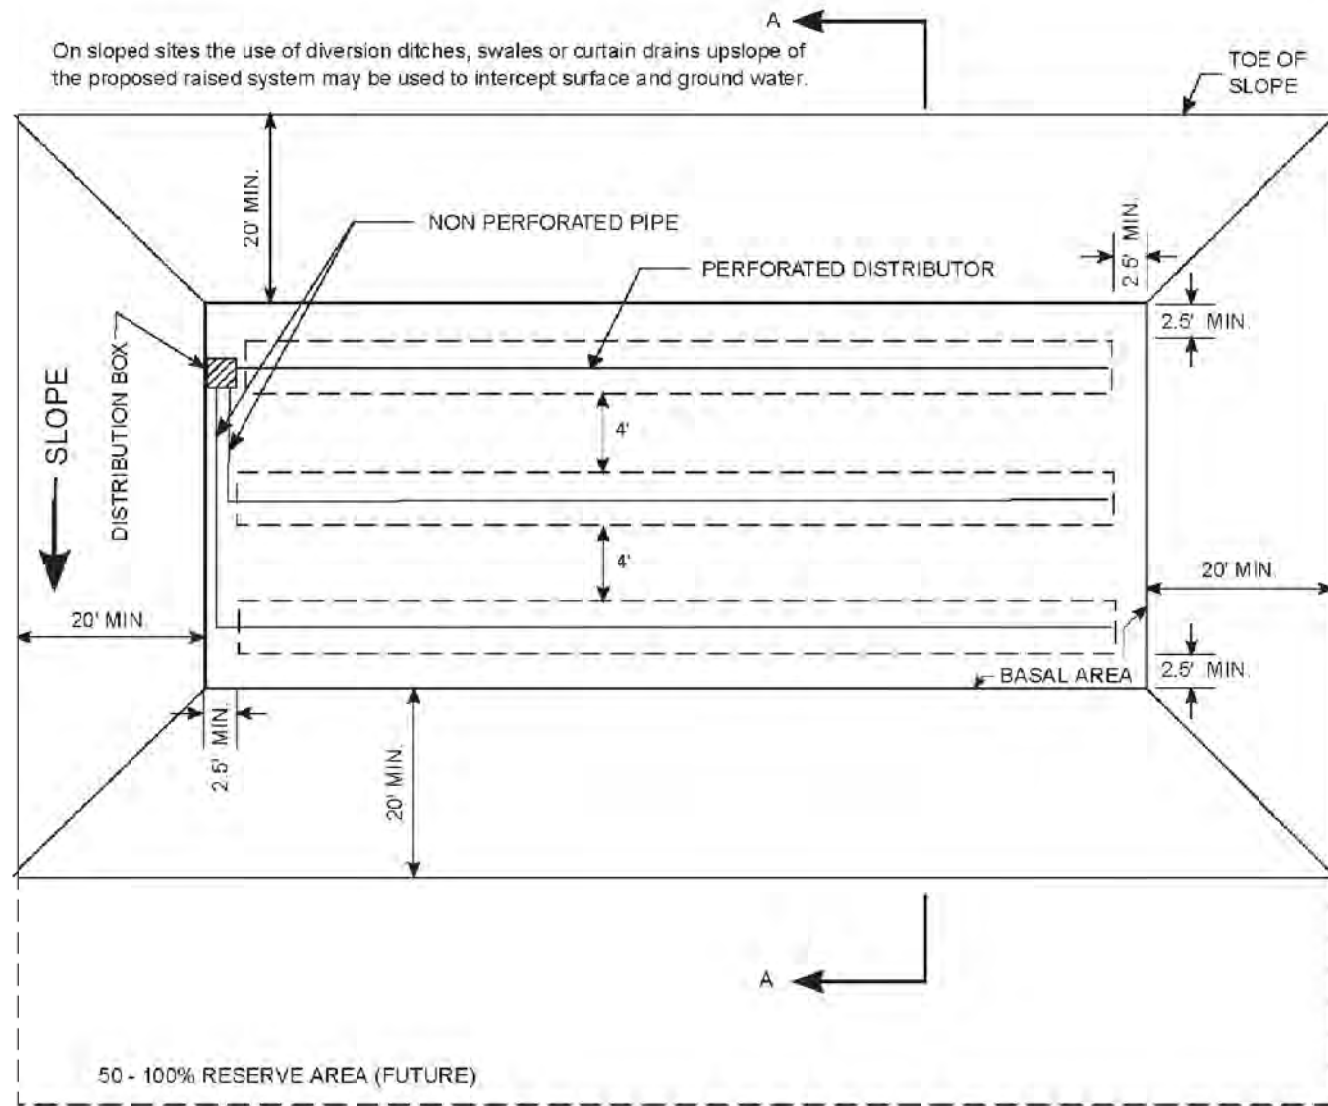 A
On sloped sites the use of diversion ditches, swales or curtain drains upslope of
the proposed raised system may be used to intercept surface and ground water.
TOE OF
SLOPE
20' MIN.
NON PERFORATED PIPE
PERFORATED DISTRIBUTOR
2.5' MIN.
2.5' MIN.
DISTRIBUTION BOX
SLOPE
4'
4'
20' MIN.
20' MIN.
BASAL AREA
2.5' MIN.
2.5' MIN.
20' MIN.
A
50 - 100% RESERVE AREA (FUTURE)